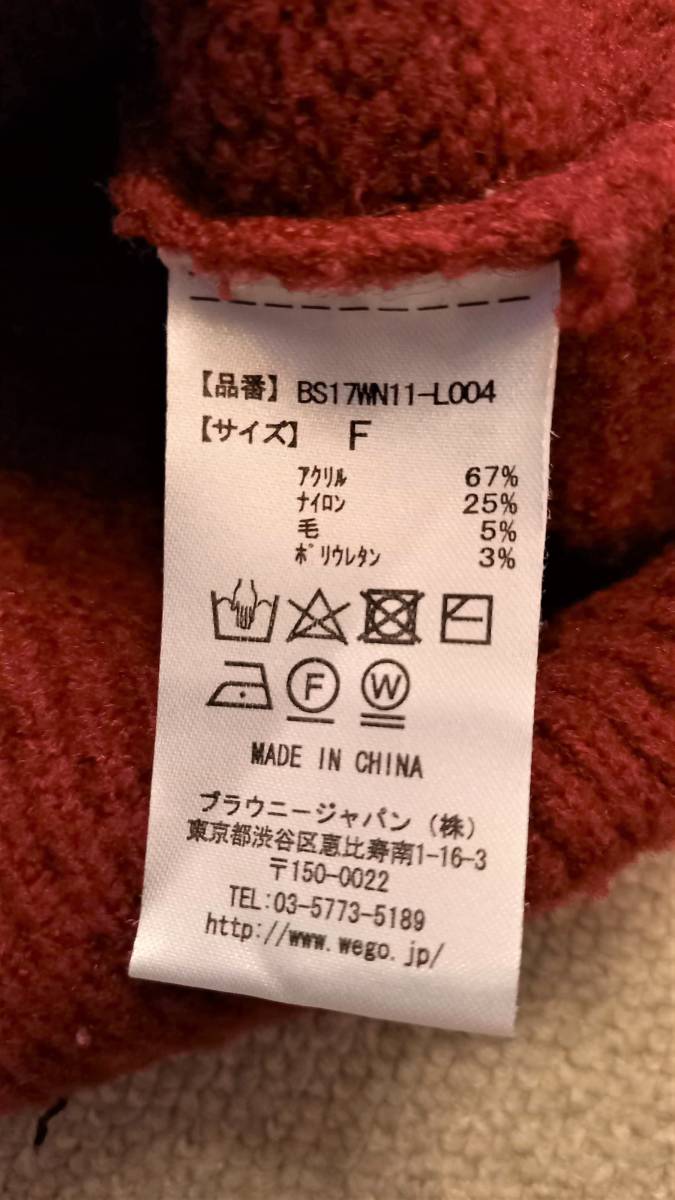 【品番】 BS17WN11-L004
【サイズ】 F
ｱｸﾘﾙ 67%
ﾅｲﾛﾝ 25%
毛 5%
ﾎﾟﾘｳﾚﾀﾝ 3%
F W
MADE IN CHINA
ブラウニージャパン（株）
東京都渋谷区恵比寿南1-16-3
〒150-0022
TEL:03-5773-5189
http://www.wego.jp/